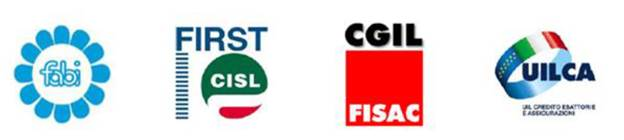 fabi
FIRST
CISL
CGIL
FISAC
UILCA
UIL CREDITO ESATTORIE
E ASSICURAZIONI